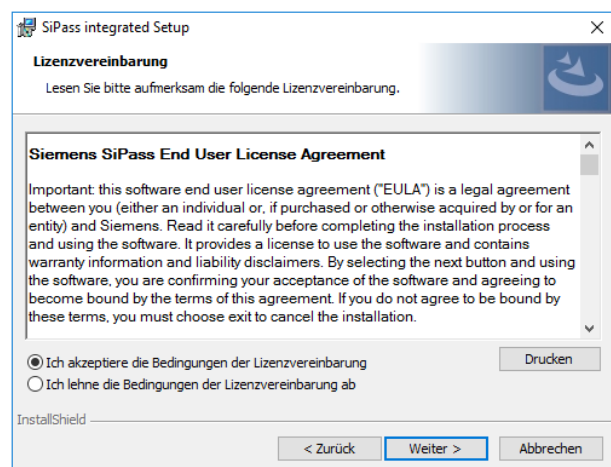 SiPass integrated Setup
Lizenzvereinbarung
Lesen Sie bitte aufmerksam die folgende Lizenzvereinbarung.
Siemens SiPass End User License Agreement
Important: this software end user license agreement ("EULA") is a legal agreement
between you (either an individual or, if purchased or otherwise acquired by or for an
entity) and Siemens. Read it carefully before completing the installation process
and using the software. It provides a license to use the software and contains
warranty information and liability disclaimers. By selecting the next button and using
the software, you are confirming your acceptance of the software and agreeing to
become bound by the terms of this agreement. If you do not agree to be bound by
these terms, you must choose exit to cancel the installation.
Ich akzeptiere die Bedingungen der Lizenzvereinbarung
Drucken
Ich lehne die Bedingungen der Lizenzvereinbarung ab
InstallShield
< Zurück
Weiter >
Abbrechen